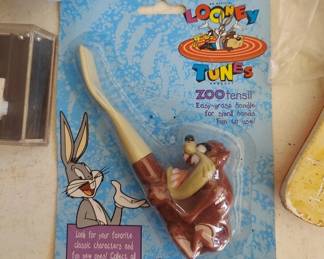 LOONEY
TUNES
ZOOtensil
Easy-grasp handle
for small hands
fun to use!
Look for your favorite
classic characters and
fun new ones! Collect all